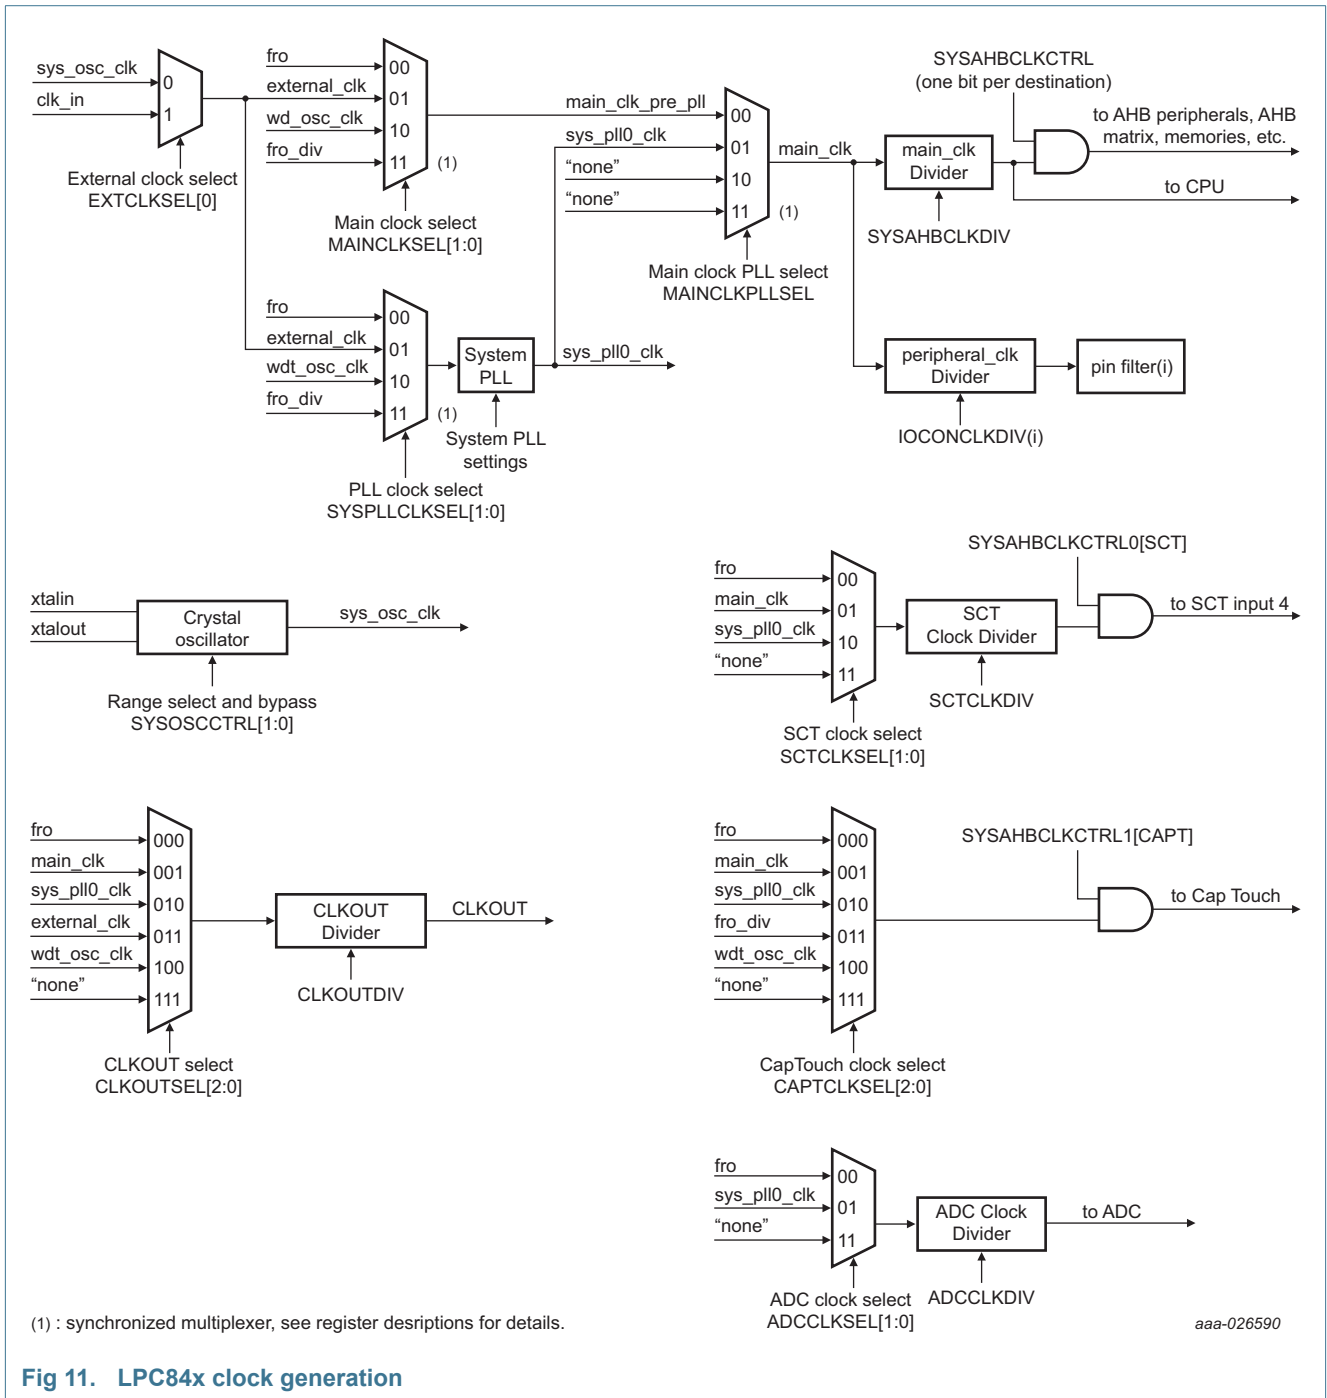 sys_osc_clk
clk_in
0
1
External clock select
EXTCLKSEL[0]
fro
external_clk
wd_osc_clk
fro_div
00
01
10
11
(1)
Main clock select
MAINCLKSEL[1:0]
main_clk_pre_pll
sys_pll0_clk
“none”
“none”
00
01
10
11
(1)
Main clock PLL select
MAINCLKPLLSEL
main_clk
main_clk
Divider
SYSAHBCLKDIV
SYSAHBCLKCTRL
(one bit per destination)
to AHB peripherals, AHB
matrix, memories, etc.
to CPU
fro
external_clk
wdt_osc_clk
fro_div
00
01
10
11
(1)
PLL clock select
SYSPLLCLKSEL[1:0]
System
PLL
System PLL
settings
sys_pll0_clk
peripheral_clk
Divider
IOCONCLKDIV(i)
pin filter(i)
xtalin
xtalout
Crystal
oscillator
sys_osc_clk
Range select and bypass
SYSOSCCTRL[1:0]
fro
main_clk
sys_pll0_clk
“none”
00
01
10
11
SCT clock select
SCTCLKSEL[1:0]
SCT
Clock Divider
SCTCLKDIV
SYSAHBCLKCTRL0[SCT]
to SCT input 4
fro
main_clk
sys_pll0_clk
external_clk
wdt_osc_clk
“none”
000
001
010
011
100
111
CLKOUT select
CLKOUTSEL[2:0]
CLKOUT
Divider
CLKOUTDIV
CLKOUT
fro
main_clk
sys_pll0_clk
fro_div
wdt_osc_clk
“none”
000
001
010
011
100
111
CapTouch clock select
CAPTCLKSEL[2:0]
SYSAHBCLKCTRL1[CAPT]
to Cap Touch
fro
sys_pll0_clk
“none”
00
01
11
ADC clock select
ADCCLKSEL[1:0]
ADC Clock
Divider
ADCCLKDIV
to ADC
(1) : synchronized multiplexer, see register desriptions for details.
aaa-026590
Fig 11. LPC84x clock generation